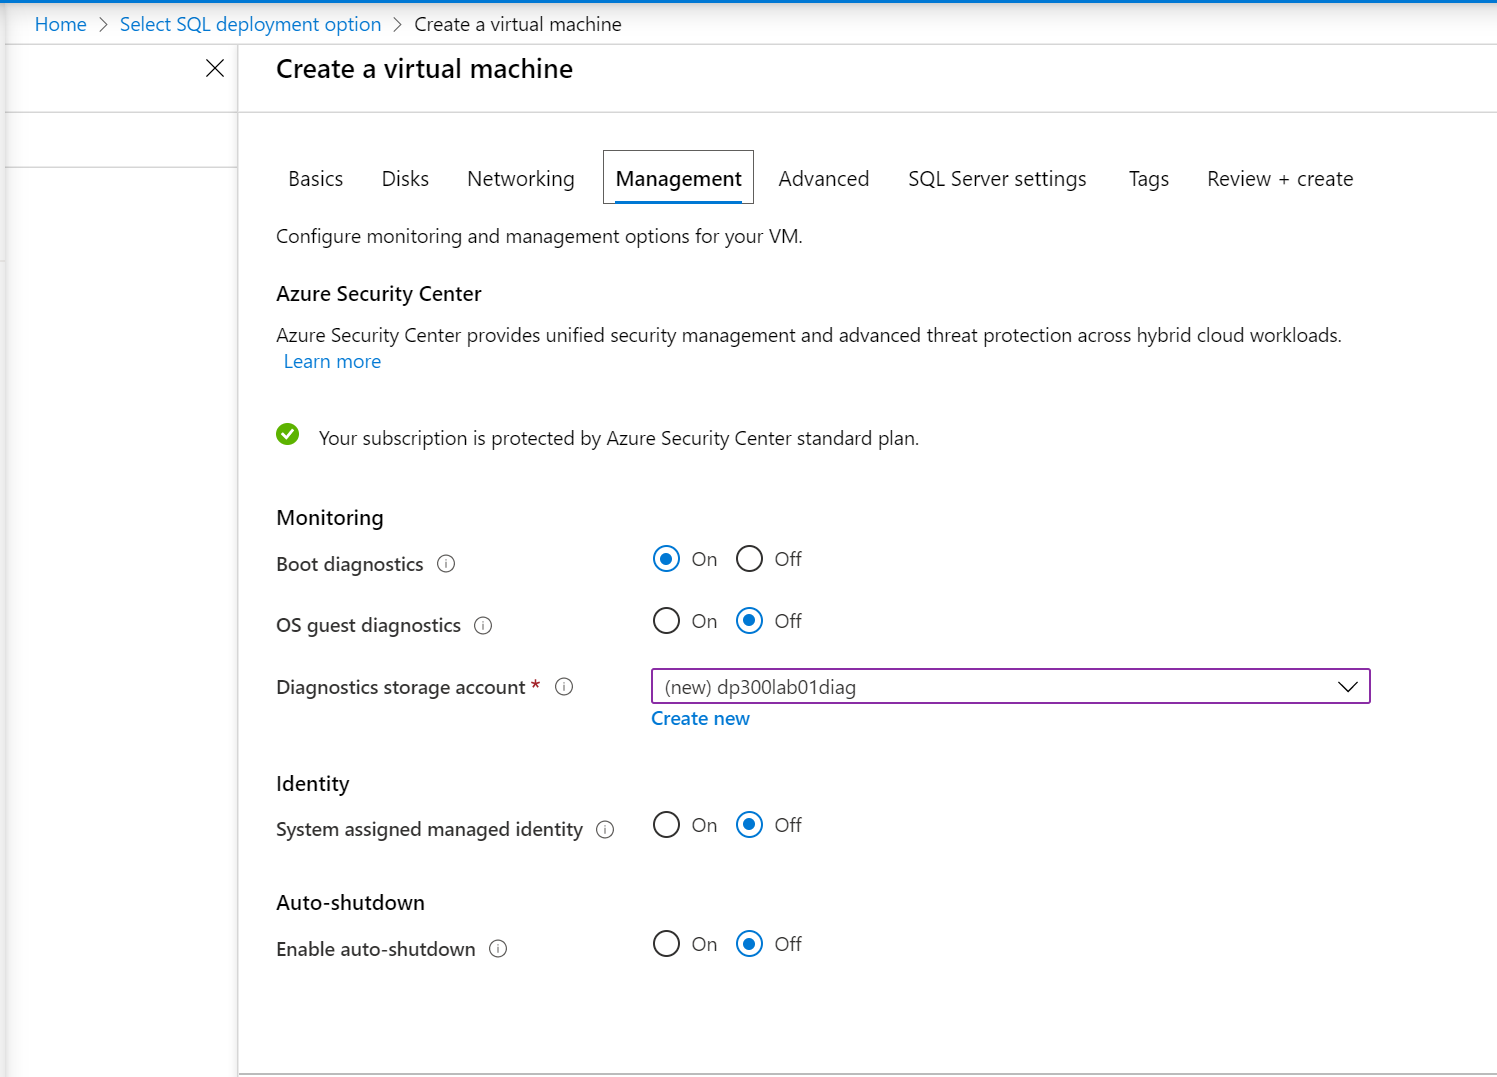 Home > Select SQL deployment option > Create a virtual machine
Create a virtual machine
Basics Disks Networking Management Advanced SQL Server settings Tags Review + create
Configure monitoring and management options for your VM.
Azure Security Center
Azure Security Center provides unified security management and advanced threat protection across hybrid cloud workloads.
Learn more
Your subscription is protected by Azure Security Center standard plan.
Monitoring
Boot diagnostics On Off
OS guest diagnostics On Off
Diagnostics storage account * (new) dp300lab01diag
Create new
Identity
System assigned managed identity On Off
Auto-shutdown
Enable auto-shutdown On Off